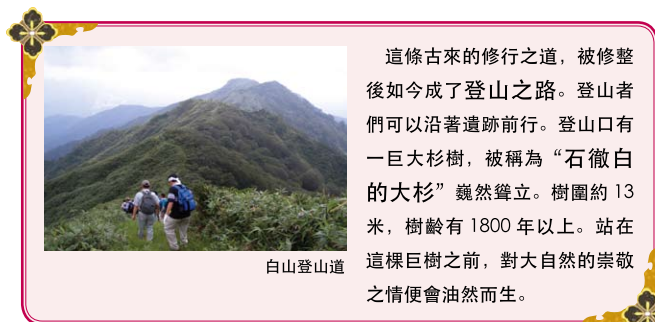 這條古來的修行之道，被修整
後如今成了登山之路。登山者
們可以沿著遺跡前行。登山口有
一巨大杉樹，被稱為“石徹白
的大杉”巍然聳立。樹圍約 13
米，樹齡有 1800 年以上。站在
這棵巨樹之前，對大自然的崇敬
之情便會油然而生。
白山登山道